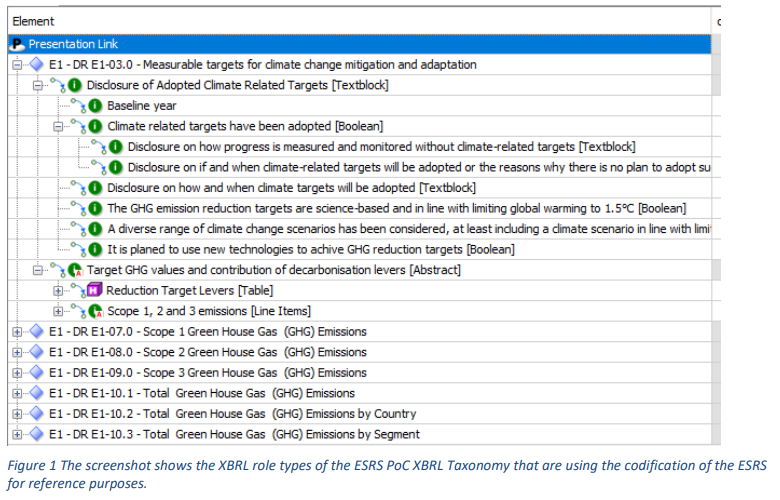 Element
Presentation Link
E1 - DR E1-03.0 - Measurable targets for climate change mitigation and adaptation
Disclosure of Adopted Climate Related Targets [Textblock]
Baseline year
Climate related targets have been adopted [Boolean]
Disclosure on how progress is measured and monitored without climate-related targets [Textblock]
Disclosure on if and when climate-related targets will be adopted or the reasons why there is no plan to adopt su
Disclosure on how and when climate targets will be adopted [Textblock]
The GHG emission reduction targets are science-based and in line with limiting global warming to 1.5°C [Boolean]
A diverse range of climate change scenarios has been considered, at least including a climate scenario in line with limi
It is planed to use new technologies to achive GHG reduction targets [Boolean]
Target GHG values and contribution of decarbonisation levers [Abstract]
Reduction Target Levers [Table]
Scope 1, 2 and 3 emissions [Line Items]
E1 - DR E1-07.0 - Scope 1 Green House Gas (GHG) Emissions
E1 - DR E1-08.0 - Scope 2 Green House Gas (GHG) Emissions
E1 - DR E1-09.0 - Scope 3 Green House Gas (GHG) Emissions
E1 - DR E1-10.1 - Total Green House Gas (GHG) Emissions
E1 - DR E1-10.2 - Total Green House Gas (GHG) Emissions by Country
E1 - DR E1-10.3 - Total Green House Gas (GHG) Emissions by Segment
Figure 1 The screenshot shows the XBRL role types of the ESRS PoC XBRL Taxonomy that are using the codification of the ESRS
for reference purposes.